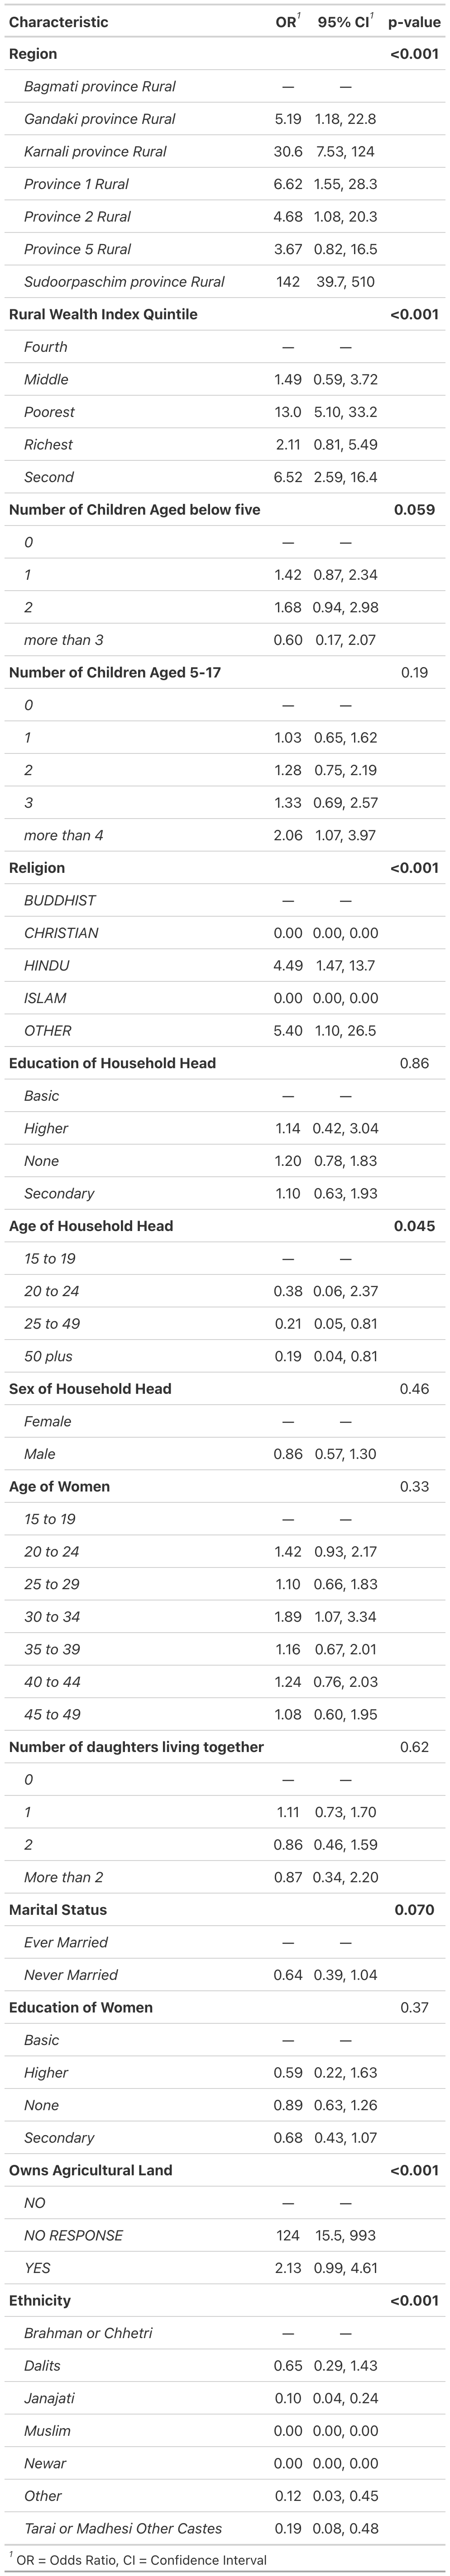 Characteristic OR1 95% CI1 p-value
Region <0.001
Bagmati province Rural — —
Gandaki province Rural 5.19 1.18, 22.8
Karnali province Rural 30.6 7.53, 124
Province 1 Rural 6.62 1.55, 28.3
Province 2 Rural 4.68 1.08, 20.3
Province 5 Rural 3.67 0.82, 16.5
Sudoorpaschim province Rural 142 39.7, 510
Rural Wealth Index Quintile <0.001
Fourth — —
Middle 1.49 0.59, 3.72
Poorest 13.0 5.10, 33.2
Richest 2.11 0.81, 5.49
Second 6.52 2.59, 16.4
Number of Children Aged below five 0.059
0 — —
1 1.42 0.87, 2.34
2 1.68 0.94, 2.98
more than 3 0.60 0.17, 2.07
Number of Children Aged 5-17 0.19
0 — —
1 1.03 0.65, 1.62
2 1.28 0.75, 2.19
3 1.33 0.69, 2.57
more than 4 2.06 1.07, 3.97
Religion <0.001
BUDDHIST — —
CHRISTIAN 0.00 0.00, 0.00
HINDU 4.49 1.47, 13.7
ISLAM 0.00 0.00, 0.00
OTHER 5.40 1.10, 26.5
Education of Household Head 0.86
Basic — —
Higher 1.14 0.42, 3.04
None 1.20 0.78, 1.83
Secondary 1.10 0.63, 1.93
Age of Household Head 0.045
15 to 19 — —
20 to 24 0.38 0.06, 2.37
25 to 49 0.21 0.05, 0.81
50 plus 0.19 0.04, 0.81
Sex of Household Head 0.46
Female — —
Male 0.86 0.57, 1.30
Age of Women 0.33
15 to 19 — —
20 to 24 1.42 0.93, 2.17
25 to 29 1.10 0.66, 1.83
30 to 34 1.89 1.07, 3.34
35 to 39 1.16 0.67, 2.01
40 to 44 1.24 0.76, 2.03
45 to 49 1.08 0.60, 1.95
Number of daughters living together 0.62
0 — —
1 1.11 0.73, 1.70
2 0.86 0.46, 1.59
More than 2 0.87 0.34, 2.20
Marital Status 0.070
Ever Married — —
Never Married 0.64 0.39, 1.04
Education of Women 0.37
Basic — —
Higher 0.59 0.22, 1.63
None 0.89 0.63, 1.26
Secondary 0.68 0.43, 1.07
Owns Agricultural Land <0.001
NO — —
NO RESPONSE 124 15.5, 993
YES 2.13 0.99, 4.61
Ethnicity <0.001
Brahman or Chhetri — —
Dalits 0.65 0.29, 1.43
Janajati 0.10 0.04, 0.24
Muslim 0.00 0.00, 0.00
Newar 0.00 0.00, 0.00
Other 0.12 0.03, 0.45
Tarai or Madhesi Other Castes 0.19 0.08, 0.48
1 OR = Odds Ratio, CI = Confidence Interval